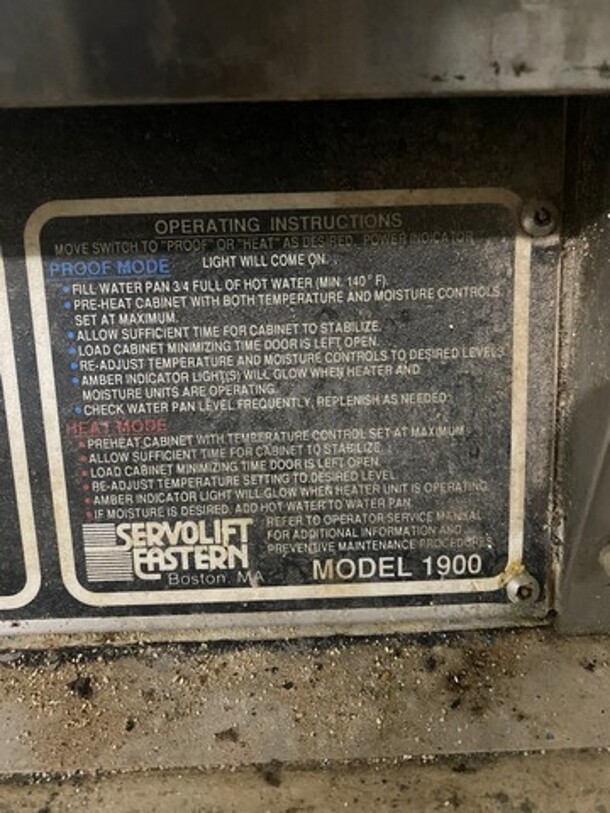 OPERATING INSTRUCTIONS
MOVE SWITCH TO "PROOF" OR "HEAT" AS DESIRED. POWER INDICATOR
LIGHT WILL COME ON.
PROOF MODE
• FILL WATER PAN 3/4 FULL OF HOT WATER (MIN. 140° F).
• PRE-HEAT CABINET WITH BOTH TEMPERATURE AND MOISTURE CONTROLS
SET AT MAXIMUM.
• ALLOW SUFFICIENT TIME FOR CABINET TO STABILIZE.
• LOAD CABINET MINIMIZING TIME DOOR IS LEFT OPEN.
• RE-ADJUST TEMPERATURE AND MOISTURE CONTROLS TO DESIRED LEVELS.
• AMBER INDICATOR LIGHT(S) WILL GLOW WHEN HEATER AND
MOISTURE UNITS ARE OPERATING.
• CHECK WATER PAN LEVEL FREQUENTLY, REPLENISH AS NEEDED.
HEAT MODE
• PREHEAT CABINET WITH TEMPERATURE CONTROL SET AT MAXIMUM.
• ALLOW SUFFICIENT TIME FOR CABINET TO STABILIZE.
• LOAD CABINET MINIMIZING TIME DOOR IS LEFT OPEN.
• RE-ADJUST TEMPERATURE SETTING TO DESIRED LEVEL.
• AMBER INDICATOR LIGHT WILL GLOW WHEN HEATER UNIT IS OPERATING.
• IF MOISTURE IS DESIRED, ADD HOT WATER TO WATER PAN.
SERVOLIFT
EASTERN
Boston, MA
REFER TO OPERATOR SERVICE MANUAL
FOR ADDITIONAL INFORMATION AND
PREVENTIVE MAINTENANCE PROCEDURES.
MODEL 1900